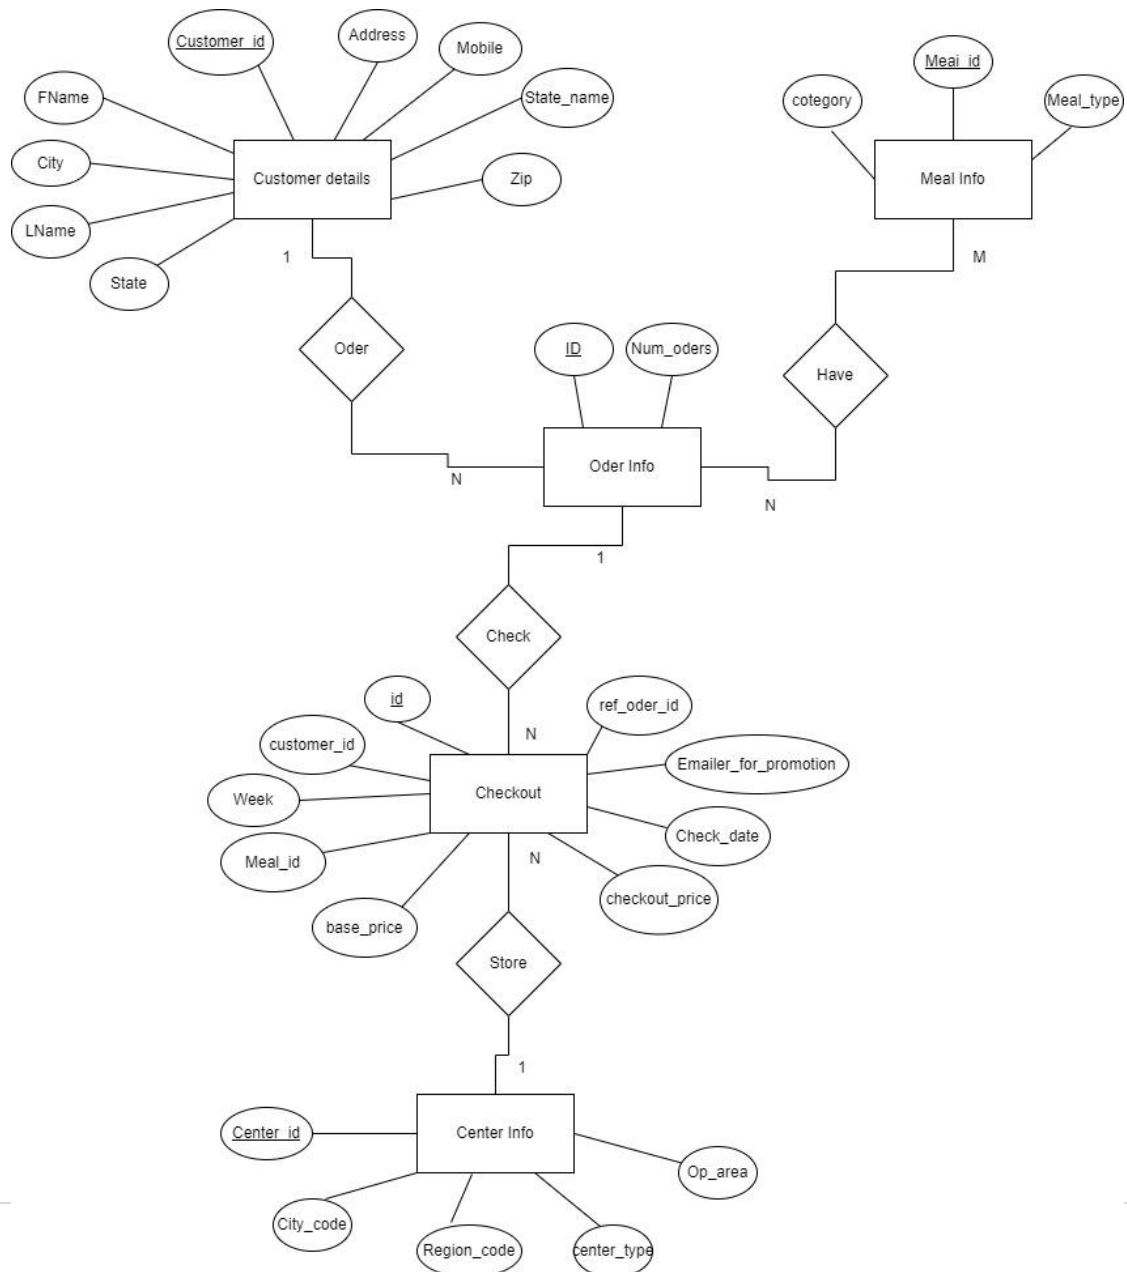 Customer_id
Address
Mobile
FName
State_name
City
Customer details
Zip
LName
State
1
Oder
N
Meai_id
cotegory
Meal_type
Meal Info
M
Have
N
ID
Num_oders
Oder Info
1
Check
N
id
ref_oder_id
customer_id
Emailer_for_promotion
Week
Checkout
Check_date
Meal_id
N
checkout_price
base_price
Store
1
Center_id
Center Info
Op_area
City_code
Region_code
center_type